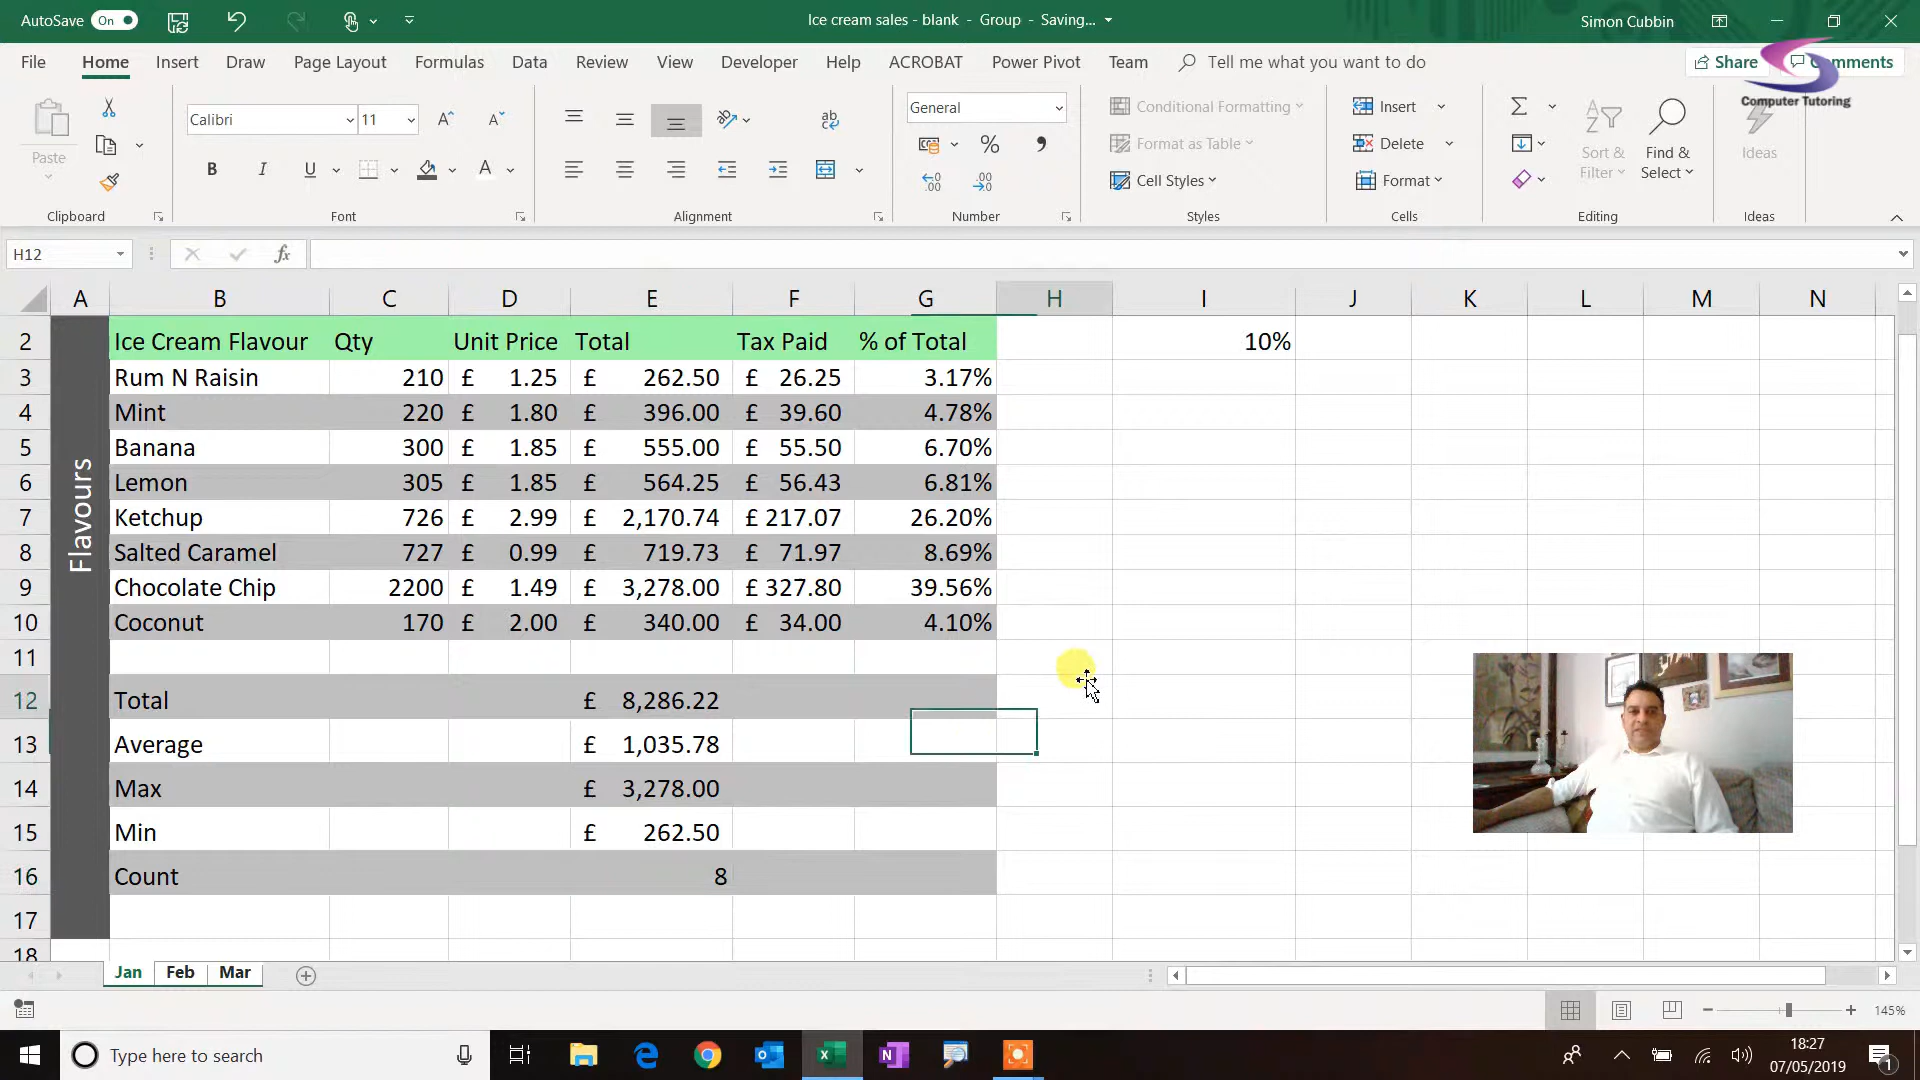 AutoSave On
Ice cream sales - blank - Group - Saving...
Simon Cubbin
File Home Insert Draw Page Layout Formulas Data Review View Developer Help ACROBAT Power Pivot Team Tell me what you want to do Share Comments
Computer Tutoring
Paste
Clipboard
Calibri 11
B I U A
Font
ab
Alignment
General
% ,
Number
Conditional Formatting
Format as Table
Cell Styles
Styles
Insert
Delete
Format
Cells
Sort & Filter
Find & Select
Editing
Ideas
Ideas
H12
fx
A B C D E F G H I J K L M N
Flavours
2 Ice Cream Flavour Qty Unit Price Total Tax Paid % of Total 10%
3 Rum N Raisin 210 £ 1.25 £ 262.50 £ 26.25 3.17%
4 Mint 220 £ 1.80 £ 396.00 £ 39.60 4.78%
5 Banana 300 £ 1.85 £ 555.00 £ 55.50 6.70%
6 Lemon 305 £ 1.85 £ 564.25 £ 56.43 6.81%
7 Ketchup 726 £ 2.99 £ 2,170.74 £ 217.07 26.20%
8 Salted Caramel 727 £ 0.99 £ 719.73 £ 71.97 8.69%
9 Chocolate Chip 2200 £ 1.49 £ 3,278.00 £ 327.80 39.56%
10 Coconut 170 £ 2.00 £ 340.00 £ 34.00 4.10%
11
12 Total £ 8,286.22
13 Average £ 1,035.78
14 Max £ 3,278.00
15 Min £ 262.50
16 Count 8
17
18
Jan Feb Mar
145%
Type here to search
18:27
07/05/2019
1